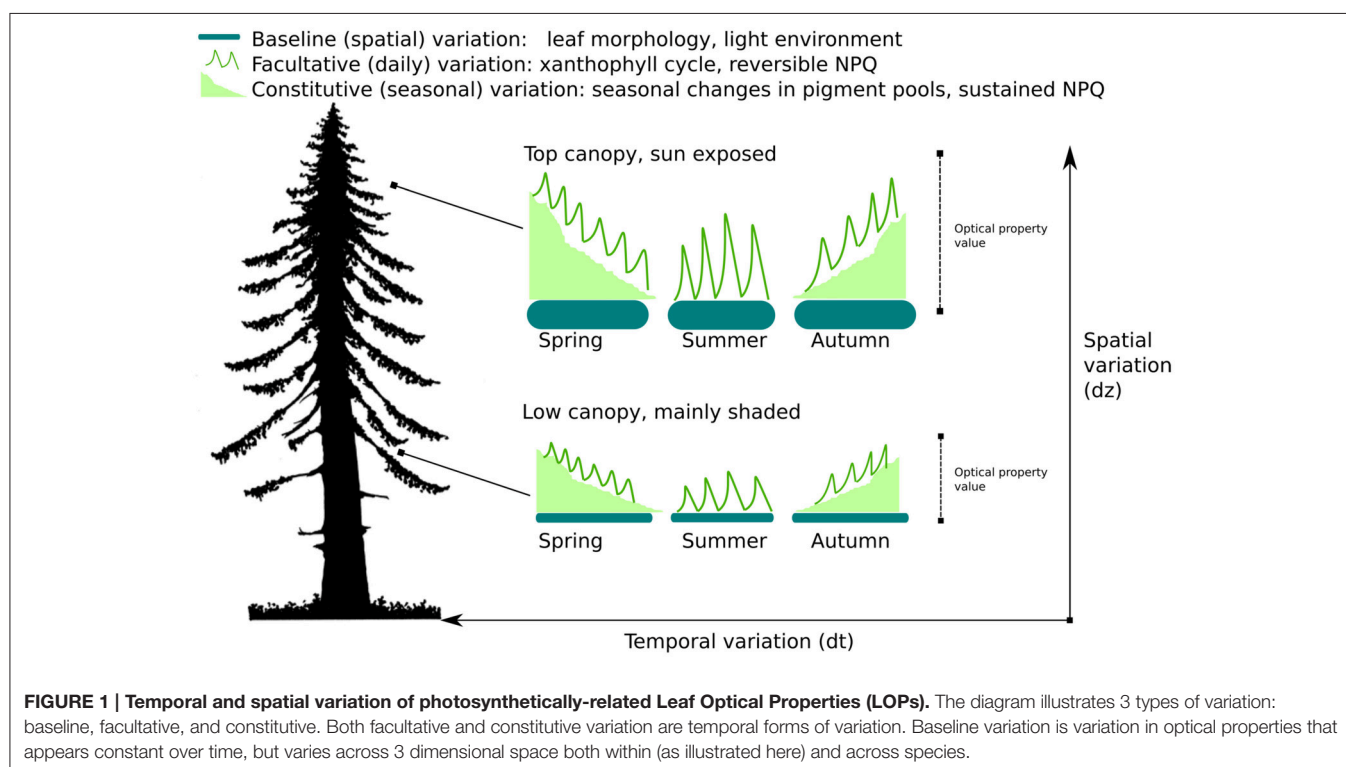 Baseline (spatial) variation: leaf morphology, light environment
Facultative (daily) variation: xanthophyll cycle, reversible NPQ
Constitutive (seasonal) variation: seasonal changes in pigment pools, sustained NPQ
Top canopy, sun exposed
Optical property
value
Spring Summer Autumn
Spatial
variation
(dz)
Low canopy, mainly shaded
Optical property
value
Spring Summer Autumn
Temporal variation (dt)
FIGURE 1 | Temporal and spatial variation of photosynthetically-related Leaf Optical Properties (LOPs). The diagram illustrates 3 types of variation:
baseline, facultative, and constitutive. Both facultative and constitutive variation are temporal forms of variation. Baseline variation is variation in optical properties that
appears constant over time, but varies across 3 dimensional space both within (as illustrated here) and across species.